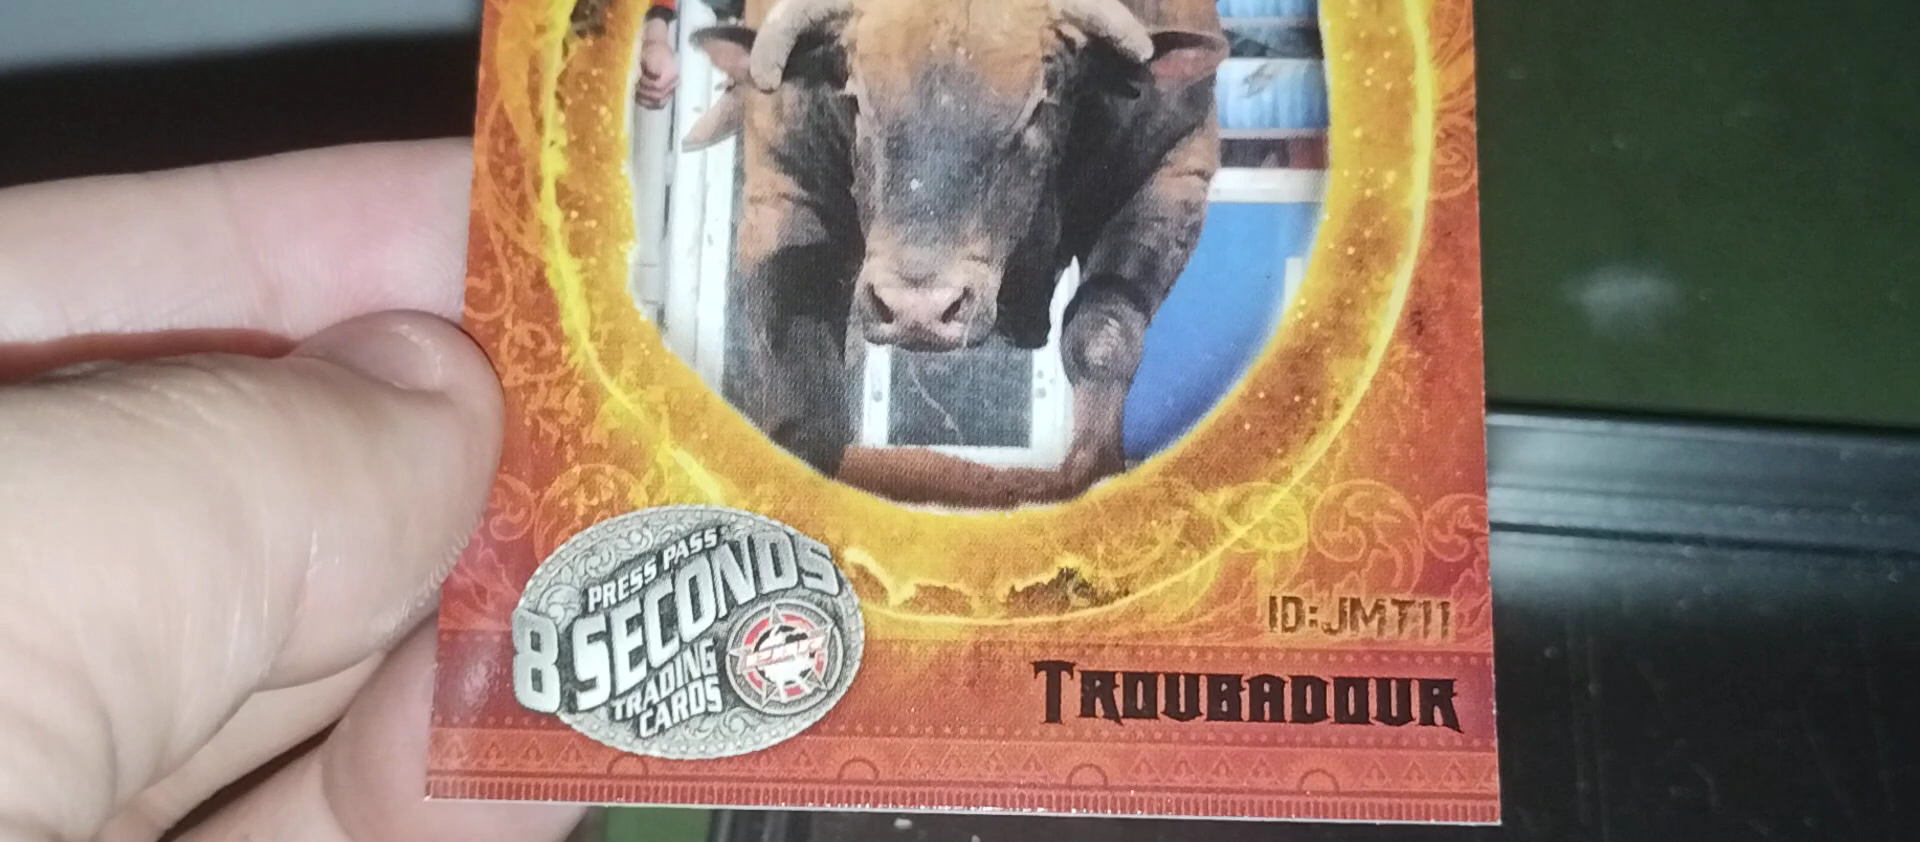 PRESS PASS
8 SECONDS
TRADING
CARDS
ID:JMT11
TROUBADOUR